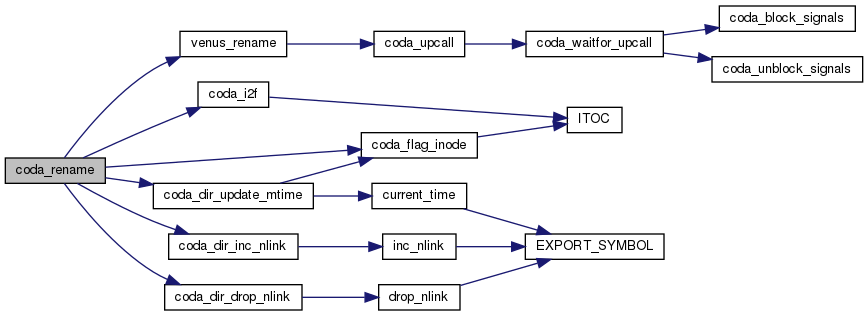 coda_block_signals
venus_rename
coda_upcall
coda_waitfor_upcall
coda_unblock_signals
coda_i2f
ITOC
coda_flag_inode
coda_rename
coda_dir_update_mtime
current_time
coda_dir_inc_nlink
inc_nlink
EXPORT_SYMBOL
coda_dir_drop_nlink
drop_nlink